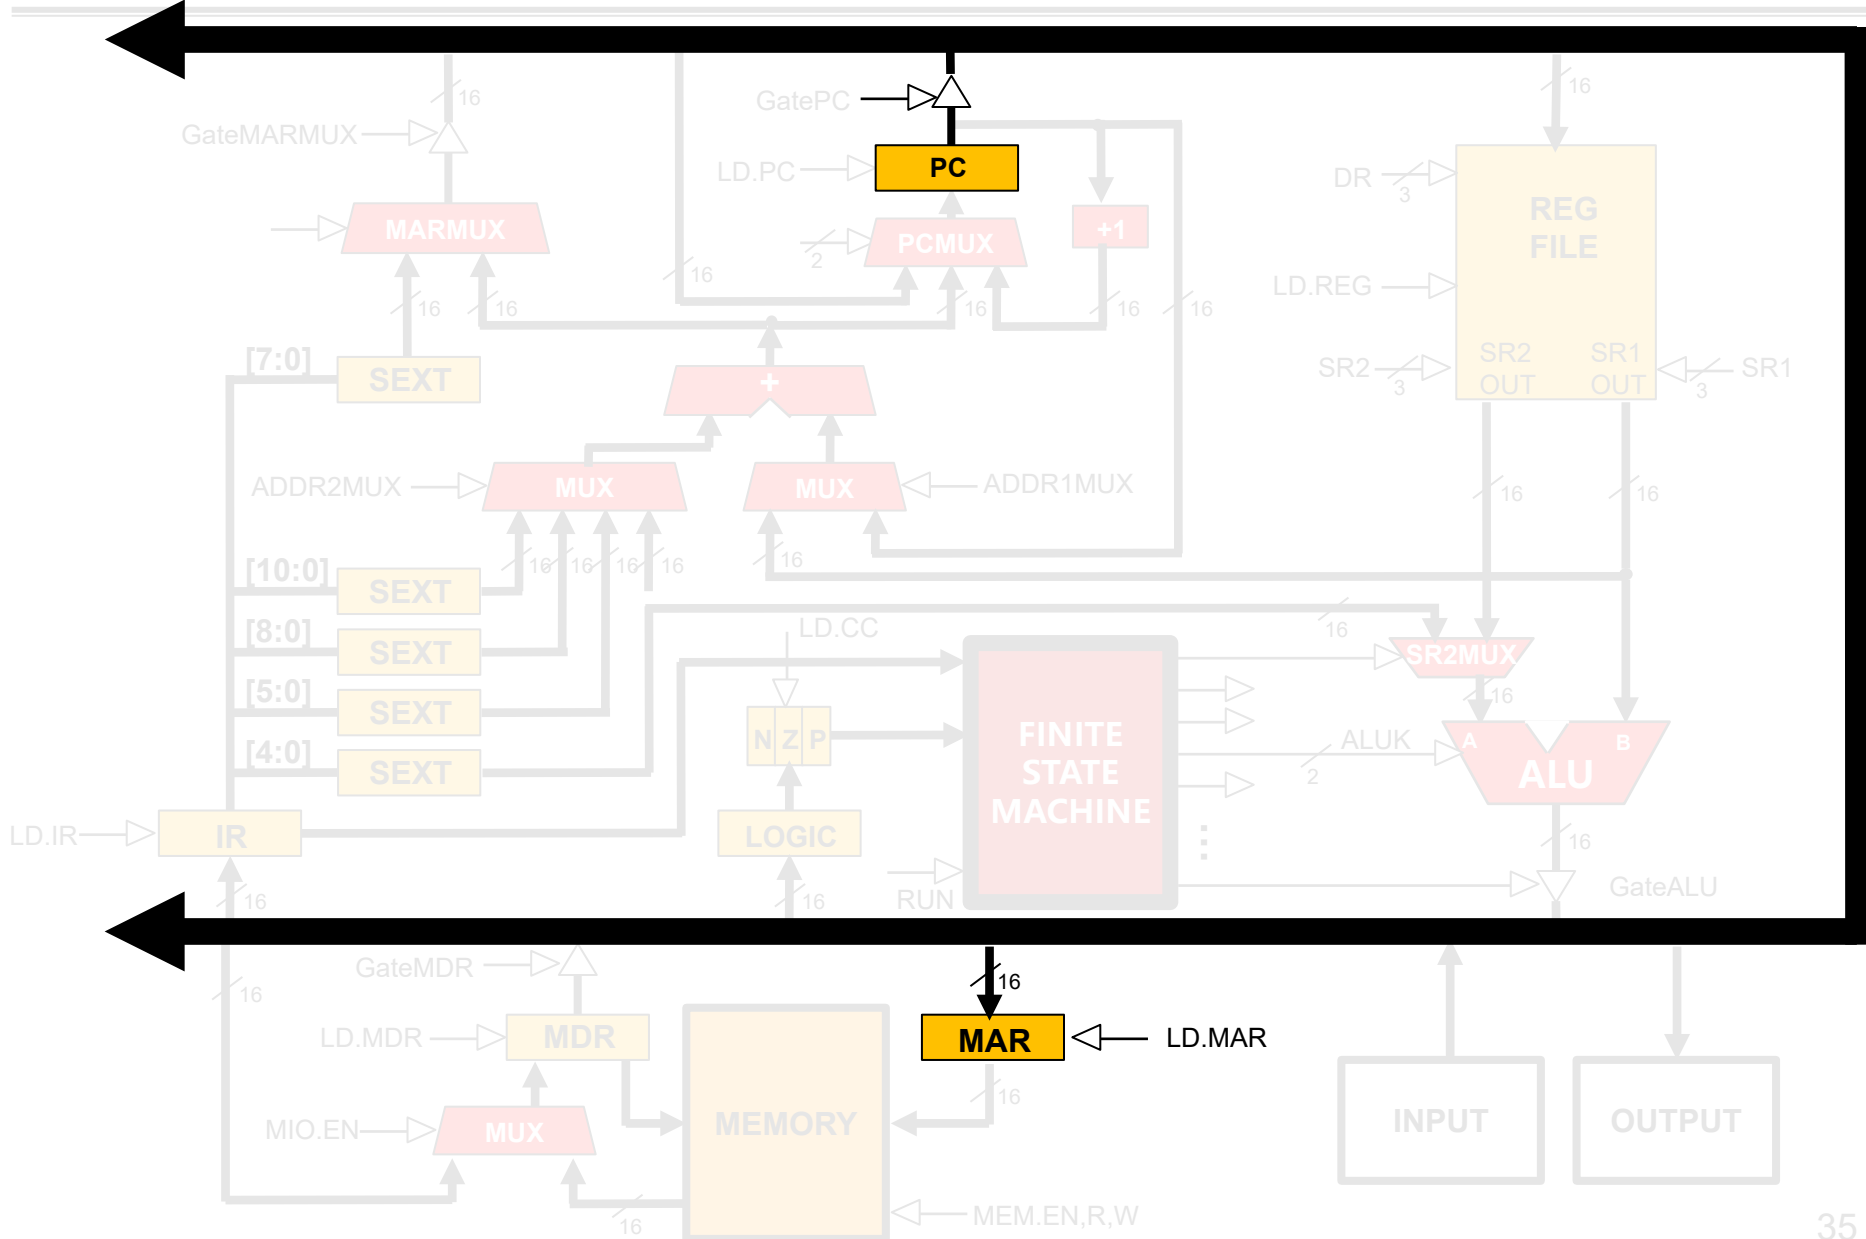 16
16
GatePC
GateMARMUX
LD.PC
PC
DR
3
REG
FILE
MARMUX
PCMUX
+1
2
16
LD.REG
16
16
16
16
16
[7:0]
SEXT
+
SR2
3
SR2
OUT
SR1
OUT
3
SR1
ADDR2MUX
MUX
MUX
ADDR1MUX
16
16
16
16
16
16
16
[10:0]
SEXT
[8:0]
SEXT
LD.CC
16
SR2MUX
16
[5:0]
SEXT
N Z P
FINITE
STATE
MACHINE
ALUK
2
A
B
ALU
[4:0]
SEXT
LD.IR
IR
LOGIC
16
16
16
RUN
GateALU
GateMDR
16
16
LD.MDR
MDR
MAR
LD.MAR
16
MIO.EN
MUX
MEMORY
INPUT
OUTPUT
16
MEM.EN,R,W
35